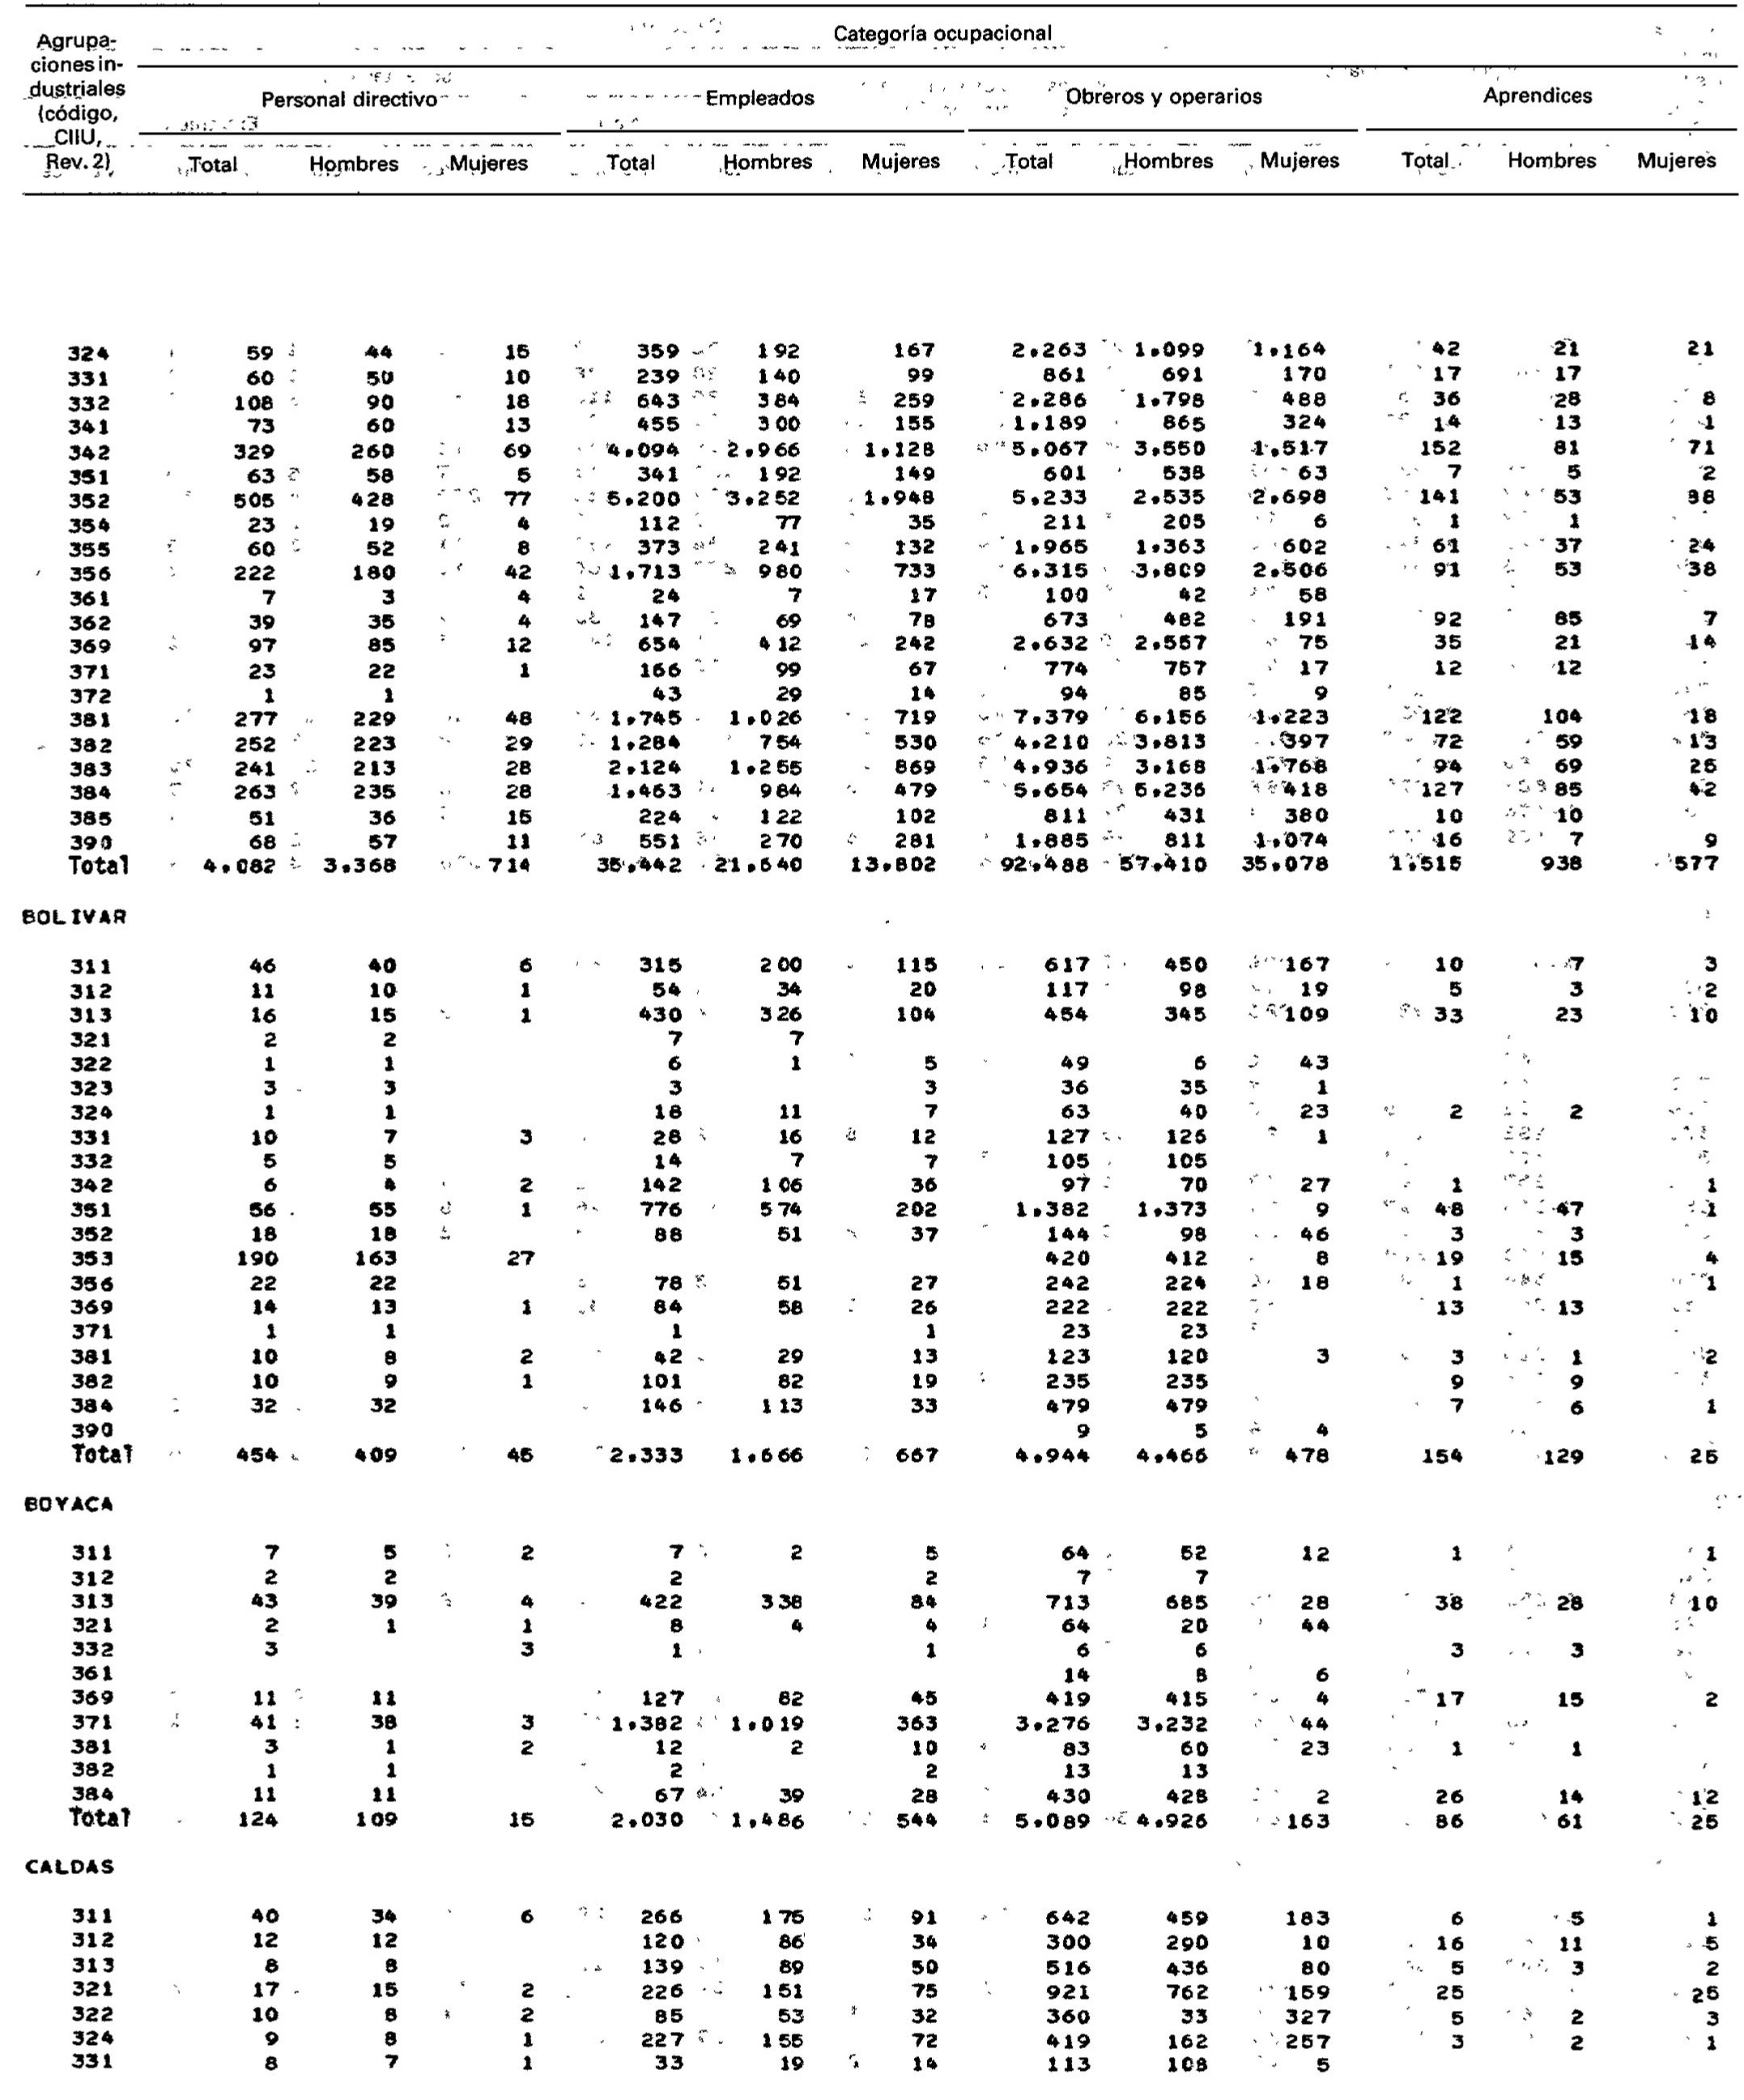 Categoría ocupacional
Agrupa-
ciones in-
dustriales
(código,
CIIU,
Rev. 2)
Personal directivo Empleados Obreros y operarios Aprendices
Total Hombres Mujeres Total Hombres Mujeres Total Hombres Mujeres Total Hombres Mujeres
324 59 44 15 359 192 167 2.263 1.099 1.164 42 21 21
331 60 50 10 239 140 99 861 691 170 17 17
332 108 90 18 643 384 259 2.286 1.798 488 36 28 8
341 73 60 13 455 300 155 1.189 865 324 14 13 1
342 329 260 69 4.094 2.966 1.128 5.067 3.550 1.517 152 81 71
351 63 58 5 341 192 149 601 538 63 7 5 2
352 505 428 77 5.200 3.252 1.948 5.233 2.535 2.698 141 53 88
354 23 19 4 112 77 35 211 205 6 1 1
355 60 52 8 373 241 132 1.965 1.363 602 61 37 24
356 222 180 42 1.713 980 733 6.315 3.809 2.506 91 53 38
361 7 3 4 24 7 17 100 42 58
362 39 35 4 147 69 78 673 482 191 92 85 7
369 97 85 12 654 412 242 2.632 2.557 75 35 21 14
371 23 22 1 166 99 67 774 757 17 12 12
372 1 1 43 29 14 94 85 9
381 277 229 48 1.745 1.026 719 7.379 6.156 1.223 122 104 18
382 252 223 29 1.284 754 530 4.210 3.813 397 72 59 13
383 241 213 28 2.124 1.255 869 4.936 3.168 1.768 94 69 25
384 263 235 28 1.463 984 479 5.654 5.236 418 127 85 42
385 51 36 15 224 122 102 811 431 380 10 10
390 68 57 11 551 270 281 1.885 811 1.074 16 7 9
Total 4.082 3.368 714 35.442 21.640 13.802 92.488 57.410 35.078 1.515 938 577
BOLIVAR
311 46 40 6 315 200 115 617 450 167 10 7 3
312 11 10 1 54 34 20 117 98 19 5 3 2
313 16 15 1 430 326 104 454 345 109 33 23 10
321 2 2 7 7
322 1 1 6 1 5 49 6 43
323 3 3 3 3 36 35 1
324 1 1 18 11 7 63 40 23 2 2
331 10 7 3 28 16 12 127 126 1
332 5 5 14 7 7 105 105
342 6 4 2 142 106 36 97 70 27 1 1
351 56 55 1 776 574 202 1.382 1.373 9 48 47 1
352 18 18 88 51 37 144 98 46 3 3
353 190 163 27 420 412 8 19 15 4
356 22 22 78 51 27 242 224 18 1 1
369 14 13 1 84 58 26 222 222 13 13
371 1 1 1 1 23 23
381 10 8 2 42 29 13 123 120 3 3 1 2
382 10 9 1 101 82 19 235 235 9 9
384 32 32 146 113 33 479 479 7 6 1
390 9 5 4
Total 454 409 45 2.333 1.666 667 4.944 4.466 478 154 129 25
BOYACA
311 7 5 2 7 2 5 64 52 12 1 1
312 2 2 2 2 7 7
313 43 39 4 422 338 84 713 685 28 38 28 10
321 2 1 1 8 4 4 64 20 44
332 3 3 1 1 6 6 3 3
361 14 8 6
369 11 11 127 82 45 419 415 4 17 15 2
371 41 38 3 1.382 1.019 363 3.276 3.232 44
381 3 1 2 12 2 10 83 60 23 1 1
382 1 1 2 2 13 13
384 11 11 67 39 28 430 428 2 26 14 12
Total 124 109 15 2.030 1.486 544 5.089 4.926 163 86 61 25
CALDAS
311 40 34 6 266 175 91 642 459 183 6 5 1
312 12 12 120 86 34 300 290 10 16 11 5
313 8 8 139 89 50 516 436 80 5 3 2
321 17 15 2 226 151 75 921 762 159 25 25
322 10 8 2 85 53 32 360 33 327 5 2 3
324 9 8 1 227 155 72 419 162 257 3 2 1
331 8 7 1 33 19 14 113 108 5